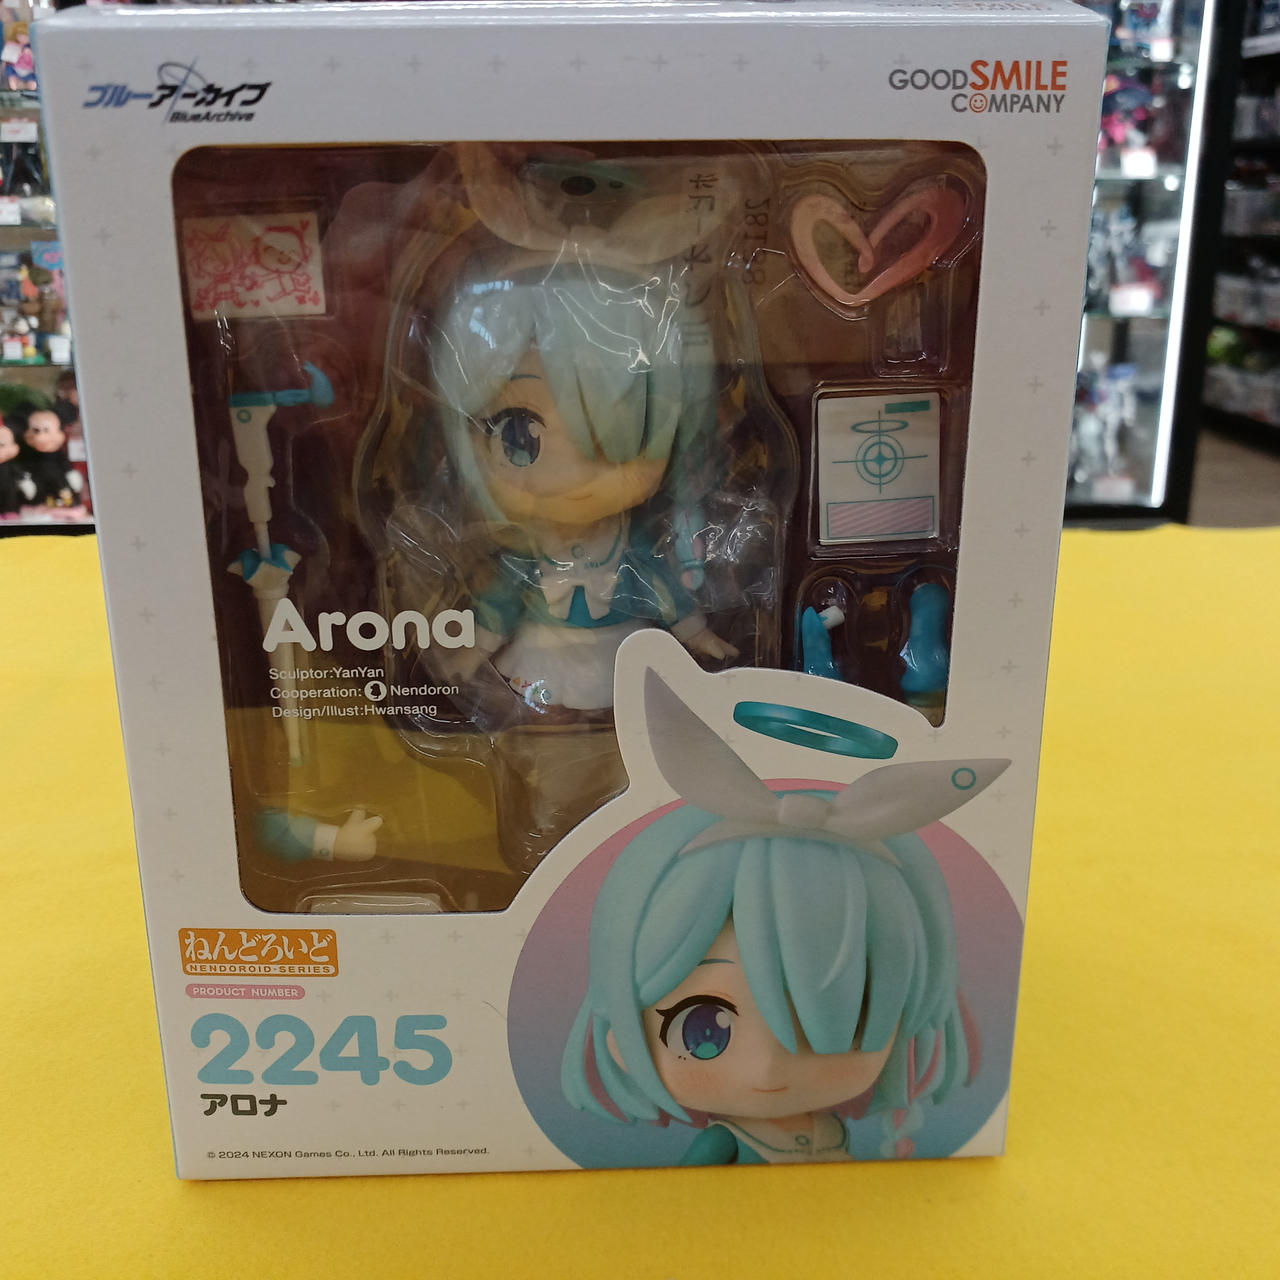 ブルーアーカイブ
BlueArchive
GOODSMILE
COMPANY
Arona
Sculptor:YanYan
Cooperation: Nendoron
Design/Illust:Hwansang
ねんどろいど
NENDOROID·SERIES
PRODUCT NUMBER
2245
アロナ
© 2024 NEXON Games Co., Ltd. All Rights Reserved.